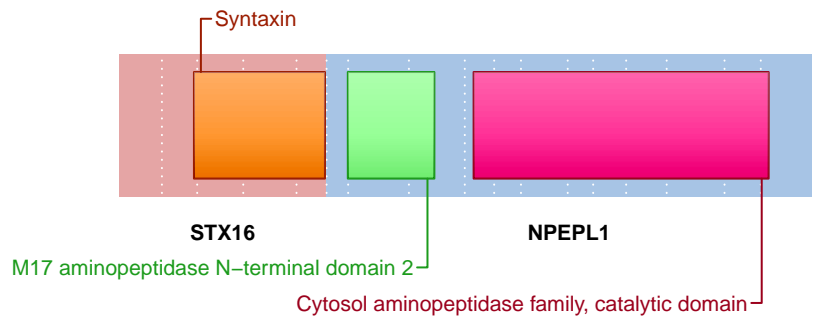 Syntaxin
STX16
NPEPL1
M17 aminopeptidase N−terminal domain 2
Cytosol aminopeptidase family, catalytic domain